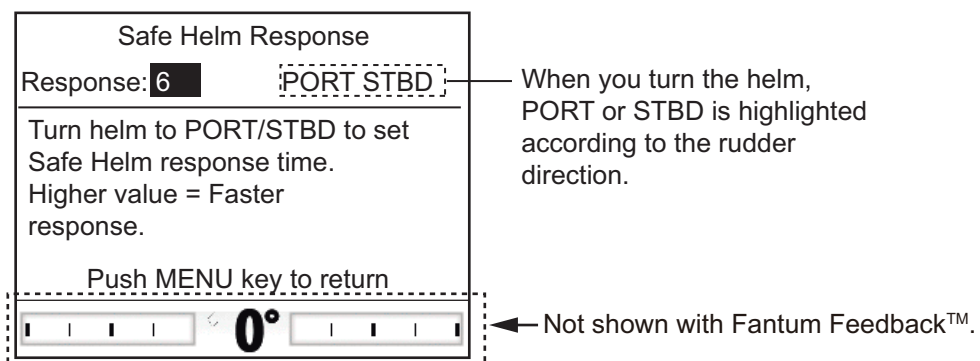 Safe Helm Response
Response: 6 PORT STBD
Turn helm to PORT/STBD to set
Safe Helm response time.
Higher value = Faster
response.
Push MENU key to return
0°
When you turn the helm,
PORT or STBD is highlighted
according to the rudder
direction.
Not shown with Fantum Feedback™.